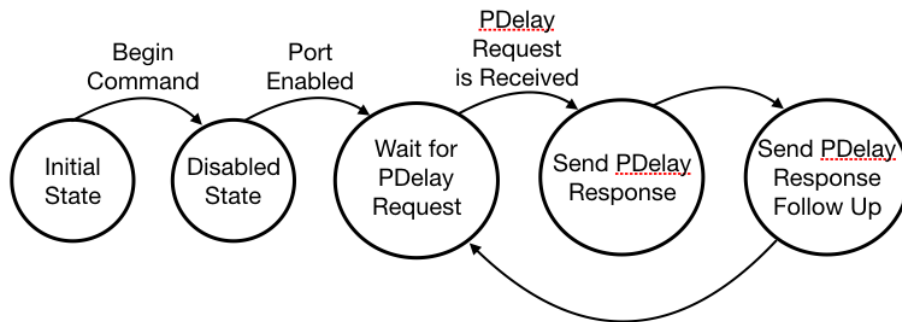 Begin
Command
Port
Enabled
PDelay
Request
is Received
Initial
State
Disabled
State
Wait for
PDelay
Request
Send PDelay
Response
Send PDelay
Response
Follow Up